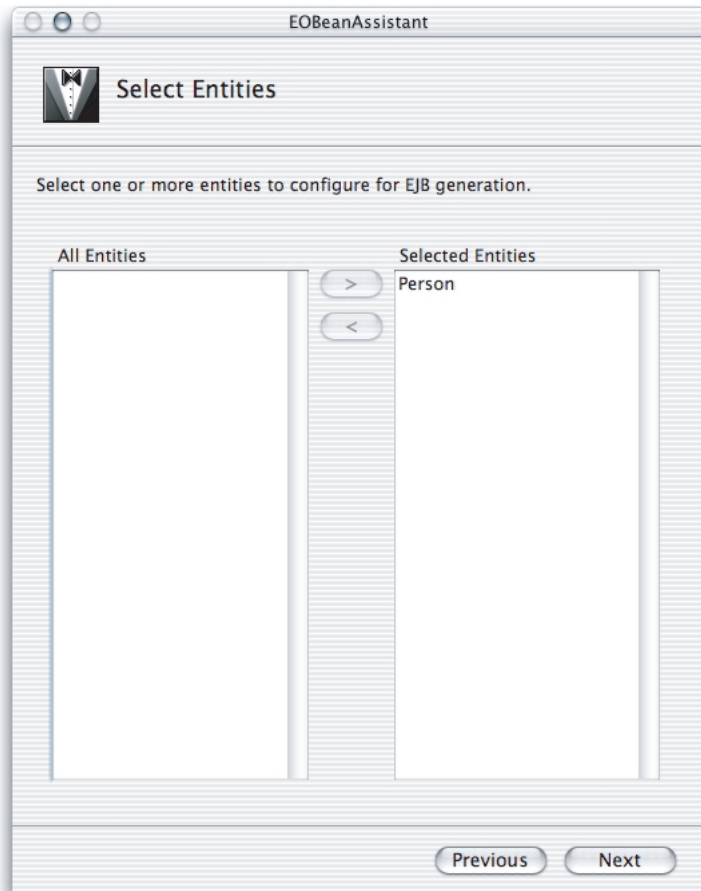 EOBeanAssistant
Select Entities
Select one or more entities to configure for EJB generation.
All Entities
Selected Entities
>
Person
<
Previous
Next